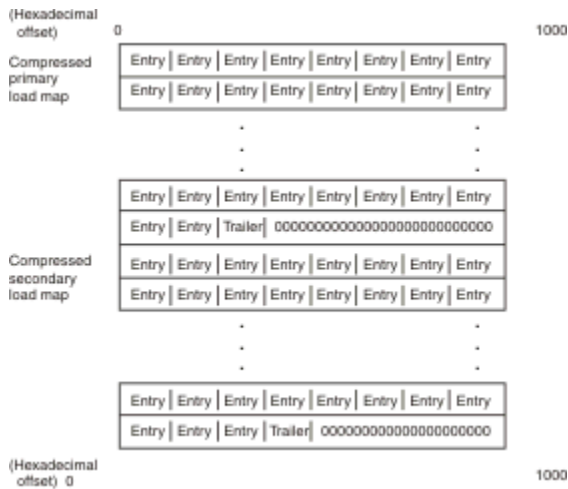 (Hexadecimal
offset)
0
1000
Compressed
primary
load map
Entry Entry Entry Entry Entry Entry Entry Entry
Entry Entry Entry Entry Entry Entry Entry Entry
Entry Entry Entry Entry Entry Entry Entry Entry
Entry Entry Trailer 0000000000000000000000000000
Compressed
secondary
load map
Entry Entry Entry Entry Entry Entry Entry Entry
Entry Entry Entry Entry Entry Entry Entry Entry
Entry Entry Entry Entry Entry Entry Entry Entry
Entry Entry Entry Trailer 0000000000000000000000
(Hexadecimal
offset) 0
1000